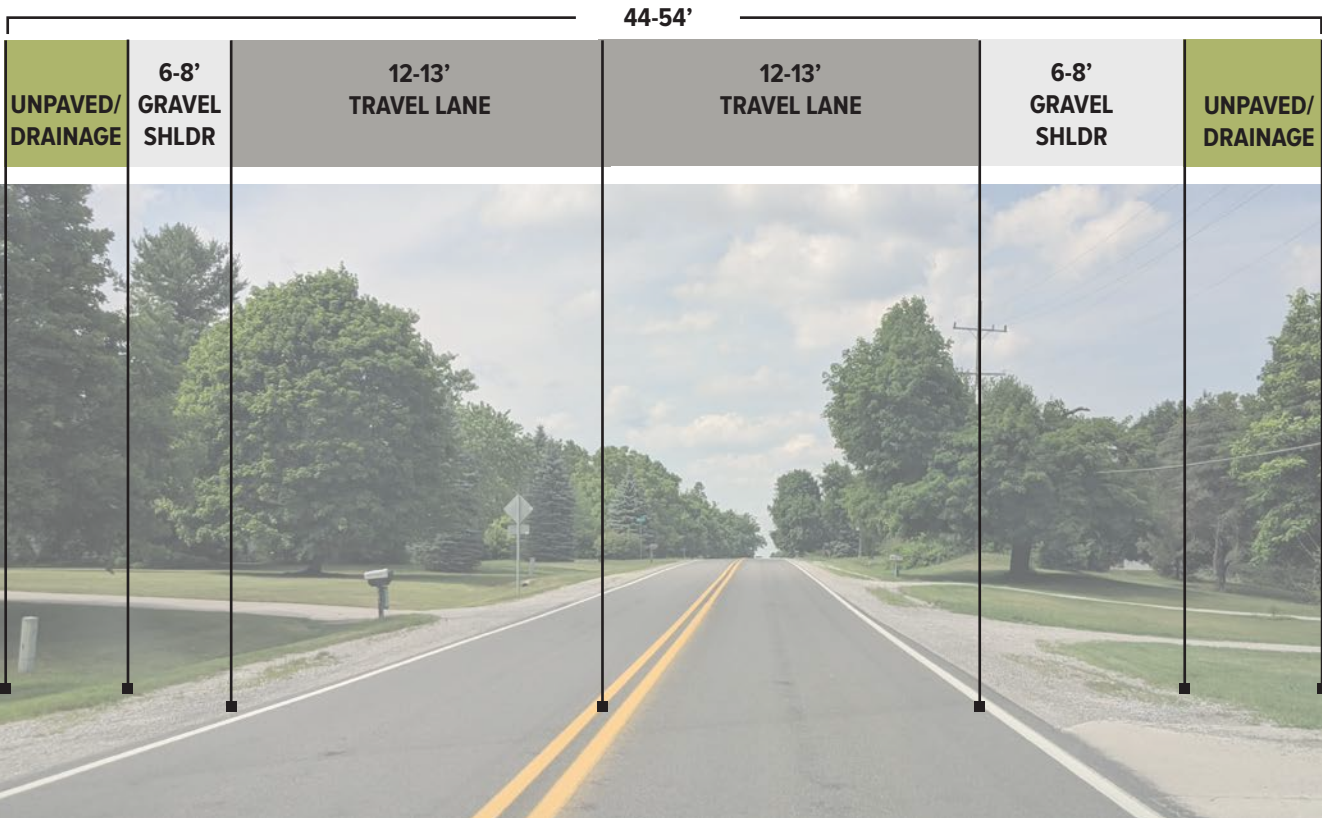 44-54’
UNPAVED/
DRAINAGE
6-8’
GRAVEL
SHLDR
12-13’
TRAVEL LANE
12-13’
TRAVEL LANE
6-8’
GRAVEL
SHLDR
UNPAVED/
DRAINAGE